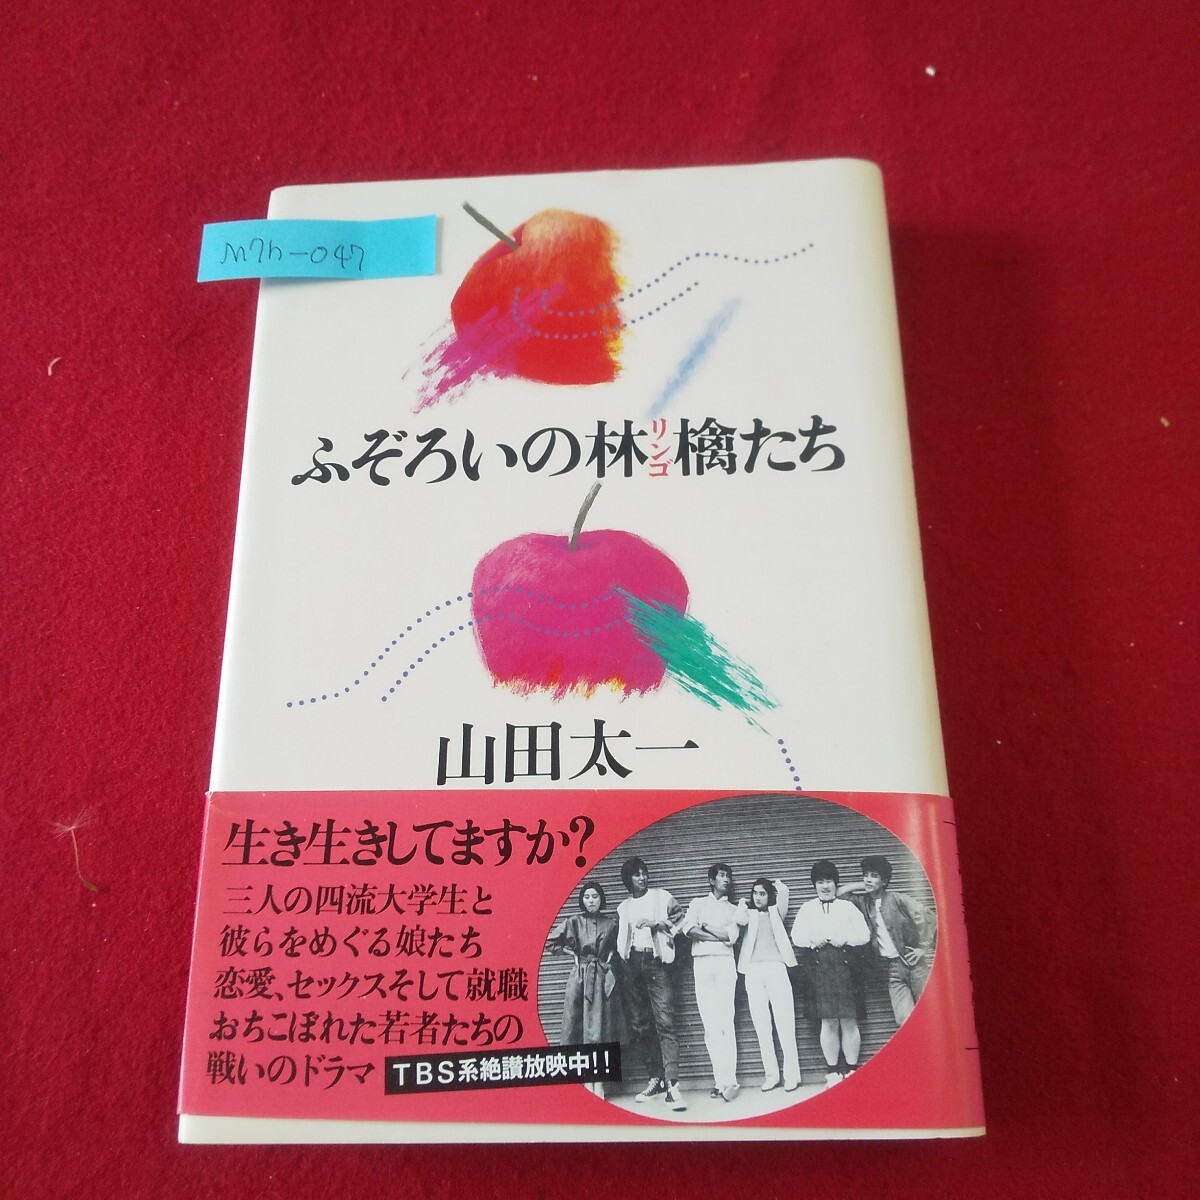 M7h-047
ふぞろいの林檎たち
リンゴ
山田太一
生き生きしてますか?
三人の四流大学生と
彼らをめぐる娘たち
恋愛、セックスそして就職
おちこぼれた若者たちの
戦いのドラマ
TBS系絶讃放映中!!